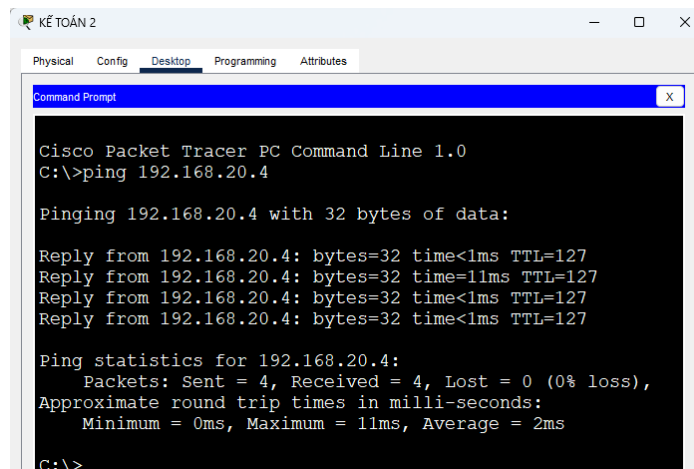 KẾ TOÁN 2
Physical Config Desktop Programming Attributes
Command Prompt X
Cisco Packet Tracer PC Command Line 1.0
C:\>ping 192.168.20.4
Pinging 192.168.20.4 with 32 bytes of data:
Reply from 192.168.20.4: bytes=32 time<1ms TTL=127
Reply from 192.168.20.4: bytes=32 time=11ms TTL=127
Reply from 192.168.20.4: bytes=32 time<1ms TTL=127
Reply from 192.168.20.4: bytes=32 time<1ms TTL=127
Ping statistics for 192.168.20.4:
Packets: Sent = 4, Received = 4, Lost = 0 (0% loss),
Approximate round trip times in milli-seconds:
Minimum = 0ms, Maximum = 11ms, Average = 2ms
C:\>